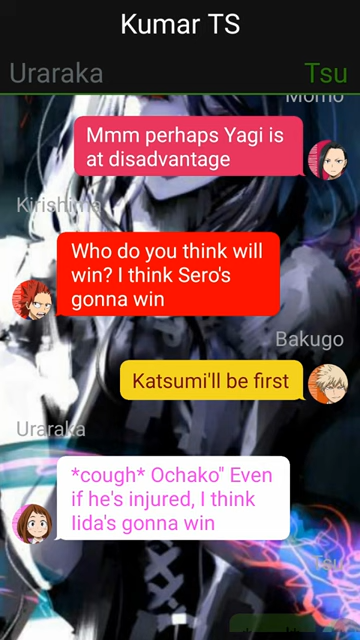 Kumar TS
Uraraka
Tsu
Momo
Mmm perhaps Yagi is
at disadvantage
Kirishima
Who do you think will
win? I think Sero's
gonna win
Bakugo
Katsumi'll be first
Uraraka
*cough* Ochako" Even
if he's injured, I think
Iida's gonna win
Tsu